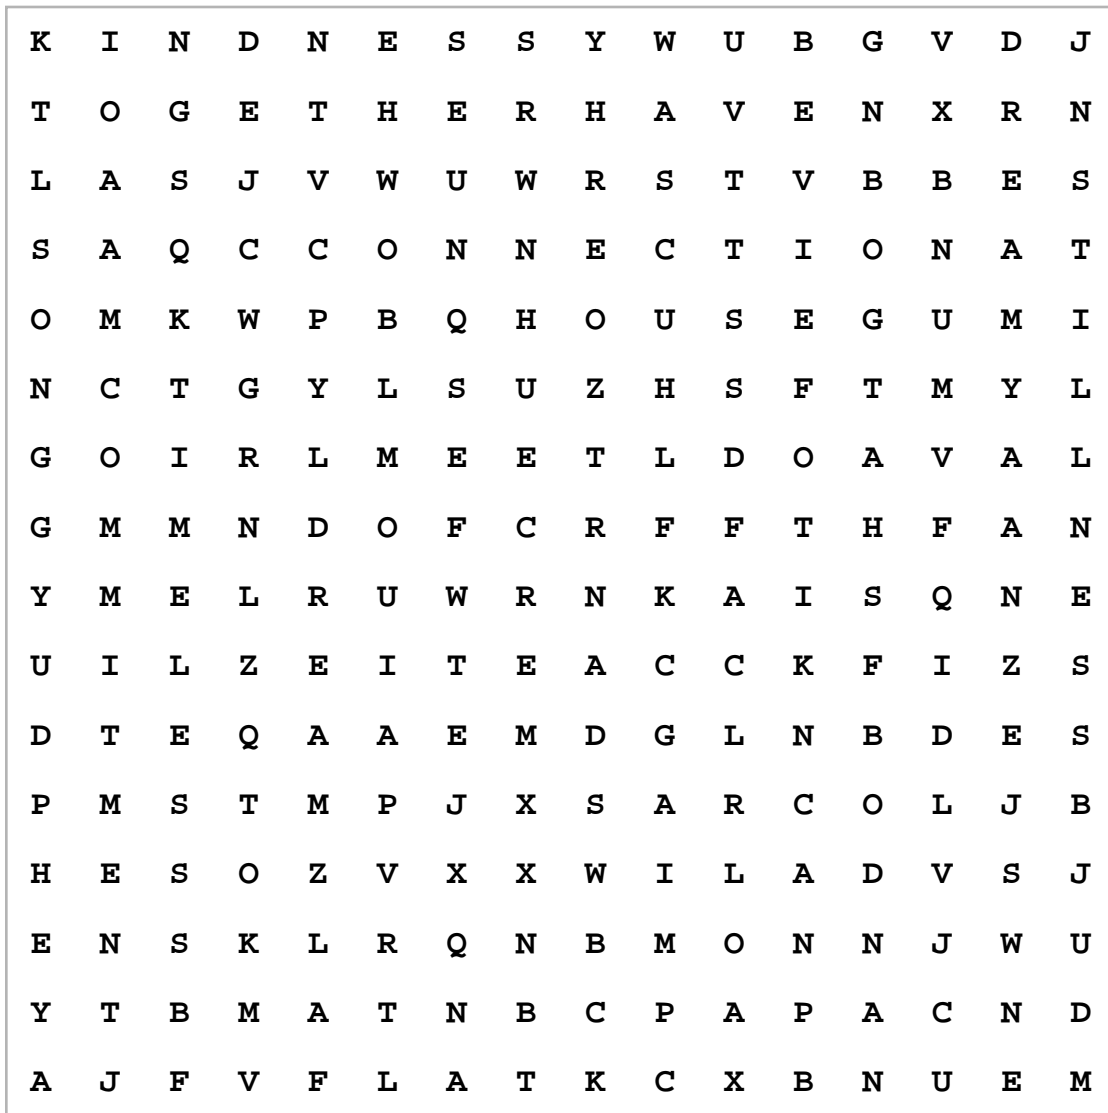 K I N D N E S S Y W U B G V D J
T O G E T H E R H A V E N X R N
L A S J V W U W R S T V B B E S
S A Q C C O N N E C T I O N A T
O M K W P B Q H O U S E G U M I
N C T G Y L S U Z H S F T M Y L
G O I R L M E E T L D O A V A L
G M M N D O F C R F F T H F A N
Y M E L R U W R N K A I S Q N E
U I L Z E I T E A C C K F I Z S
D T E Q A A E M D G L N B D E S
P M S T M P J X S A R C O L J B
H E S O Z V X X W I L A D V S J
E N S K L R Q N B M O N N J W U
Y T B M A T N B C P A P A C N D
A J F V F L A T K C X B N U E M